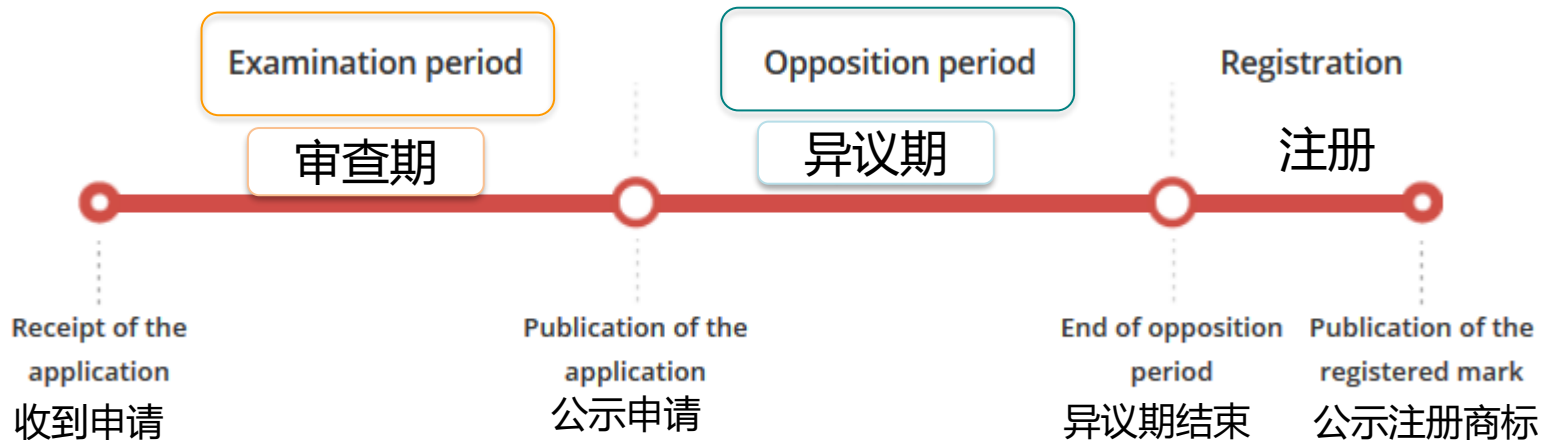 Examination period
Opposition period
Registration
审查期
异议期
注册
Receipt of the
application
收到申请
Publication of the
application
公示申请
End of opposition
period
异议期结束
Publication of the
registered mark
公示注册商标